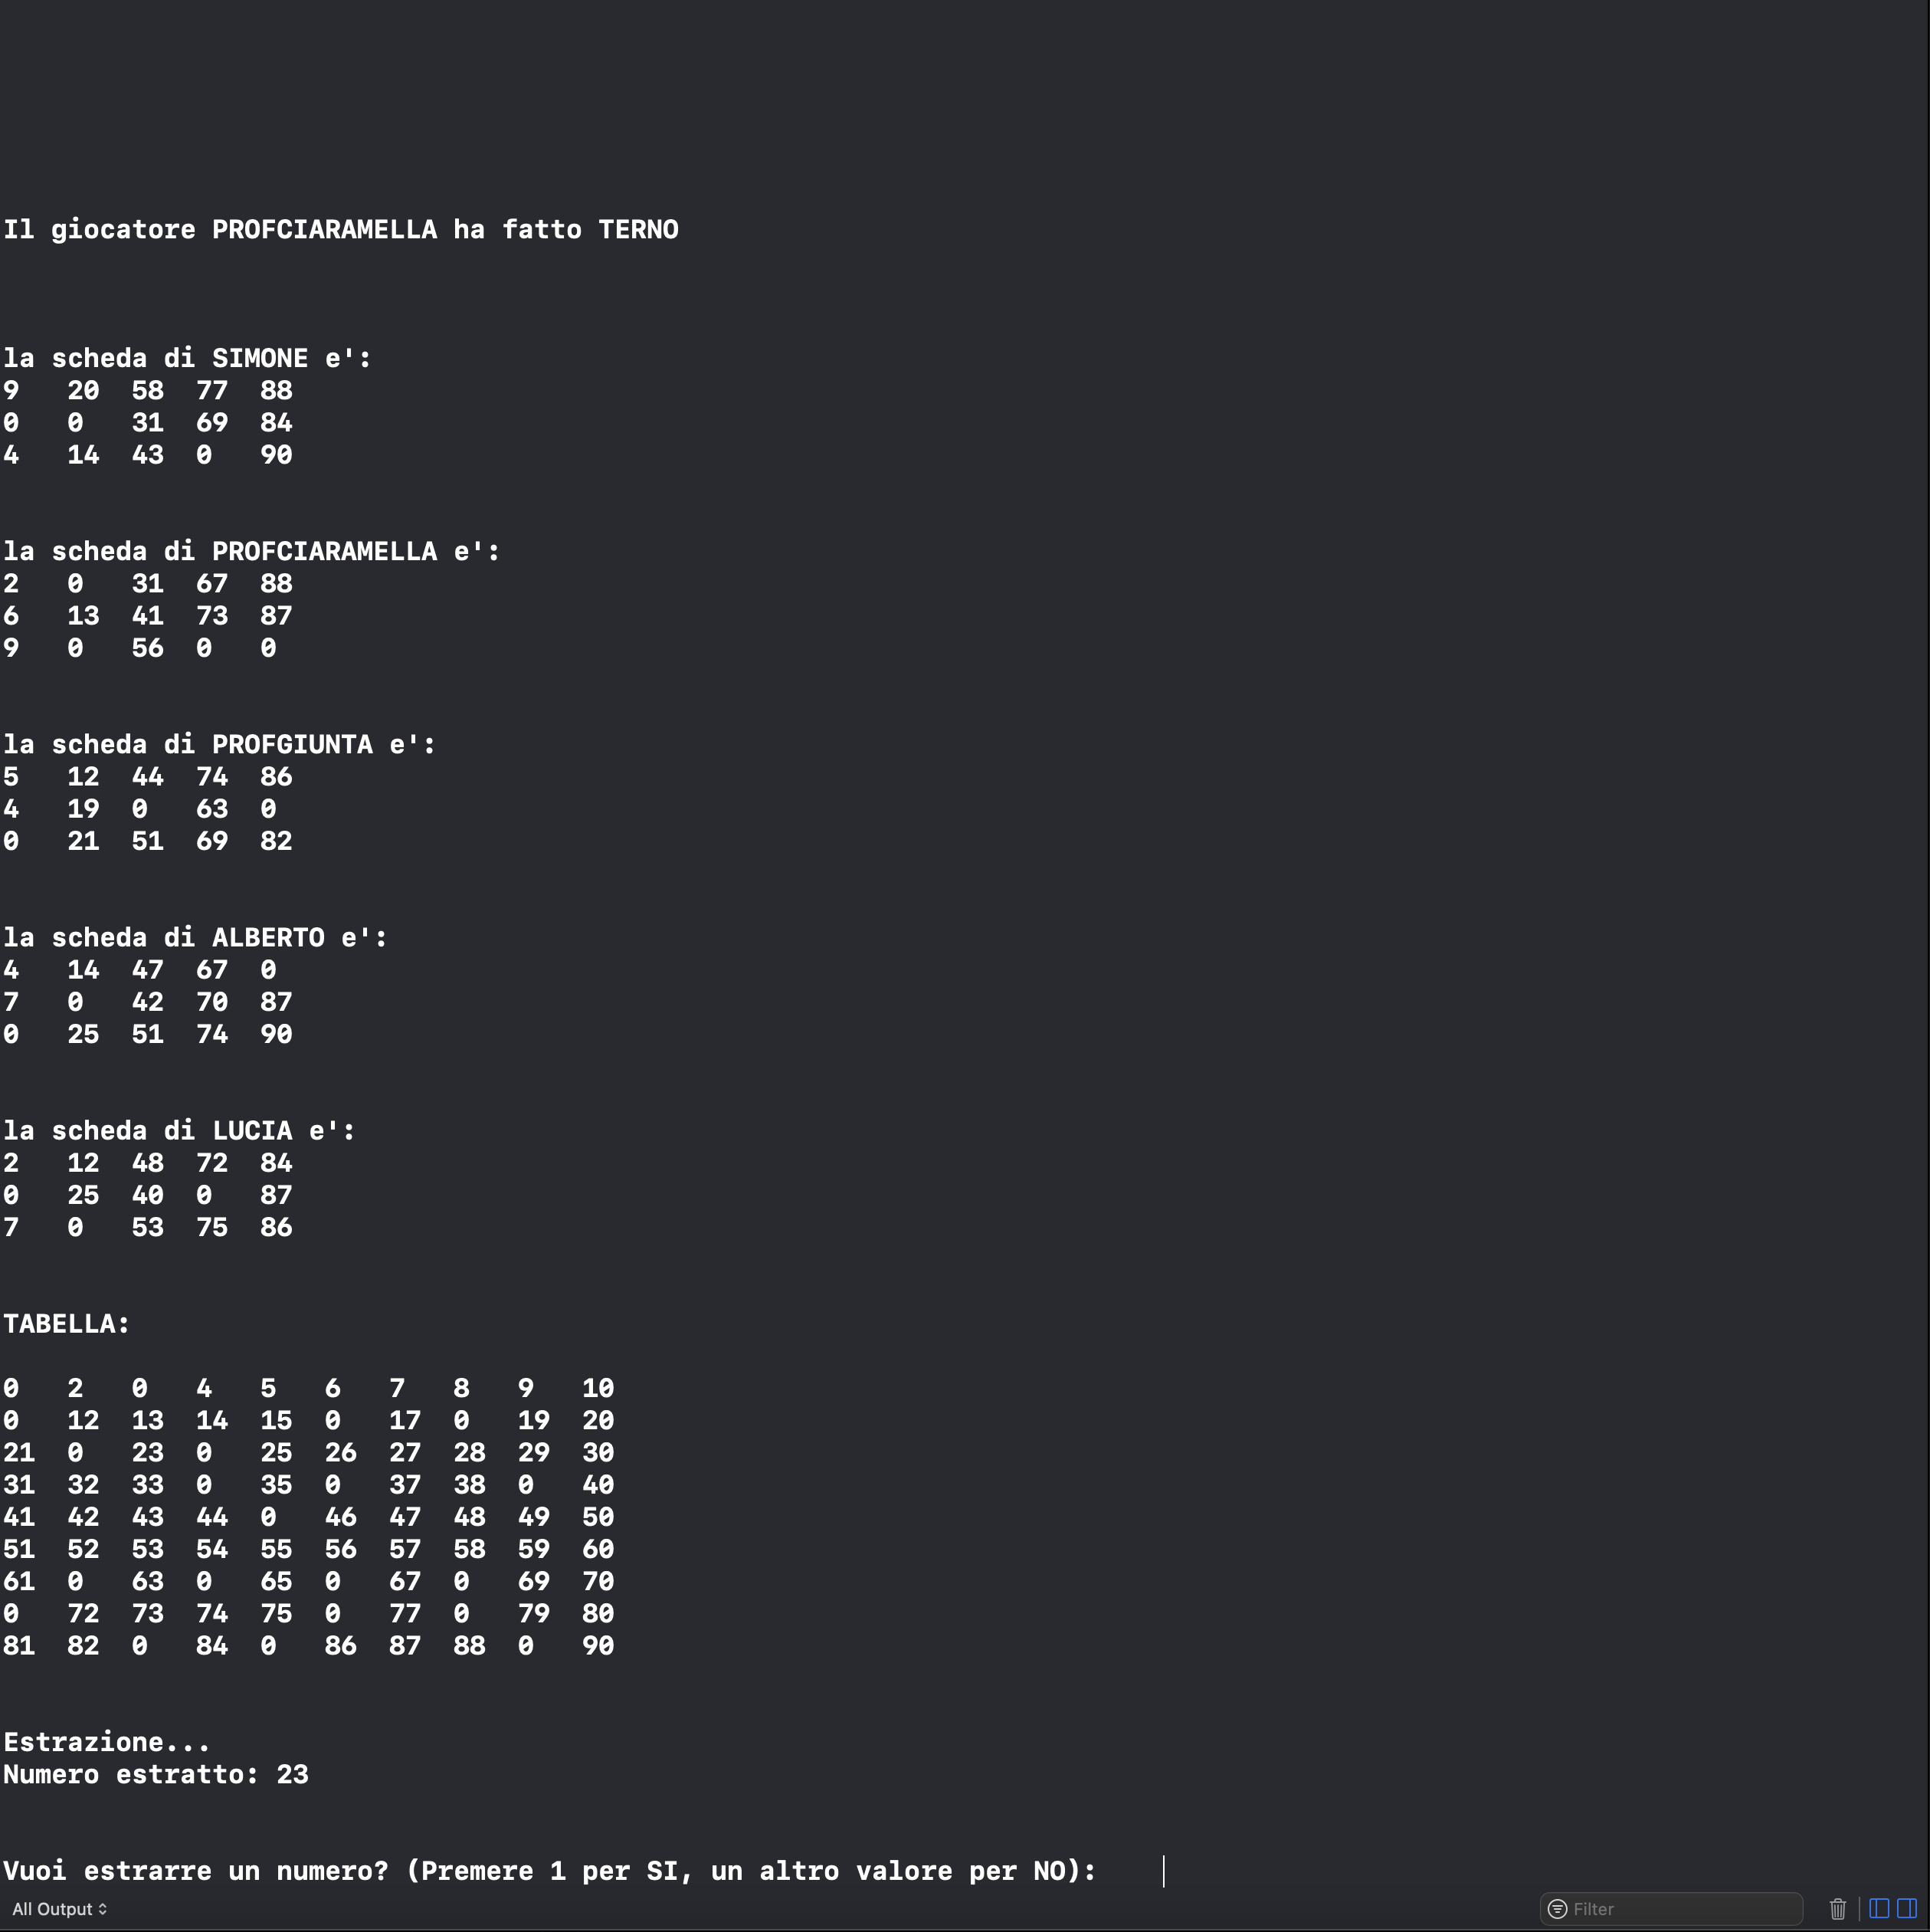 Il giocatore PROFCIARAMELLA ha fatto TERNO
la scheda di SIMONE e':
9 20 58 77 88
0 0 31 69 84
4 14 43 0 90
la scheda di PROFCIARAMELLA e':
2 0 31 67 88
6 13 41 73 87
9 0 56 0 0
la scheda di PROFGIUNTA e':
5 12 44 74 86
4 19 0 63 0
0 21 51 69 82
la scheda di ALBERTO e':
4 14 47 67 0
7 0 42 70 87
0 25 51 74 90
la scheda di LUCIA e':
2 12 48 72 84
0 25 40 0 87
7 0 53 75 86
TABELLA:
0 2 0 4 5 6 7 8 9 10
0 12 13 14 15 0 17 0 19 20
21 0 23 0 25 26 27 28 29 30
31 32 33 0 35 0 37 38 0 40
41 42 43 44 0 46 47 48 49 50
51 52 53 54 55 56 57 58 59 60
61 0 63 0 65 0 67 0 69 70
0 72 73 74 75 0 77 0 79 80
81 82 0 84 0 86 87 88 0 90
Estrazione...
Numero estratto: 23
Vuoi estrarre un numero? (Premere 1 per SI, un altro valore per NO):
All Output
Filter